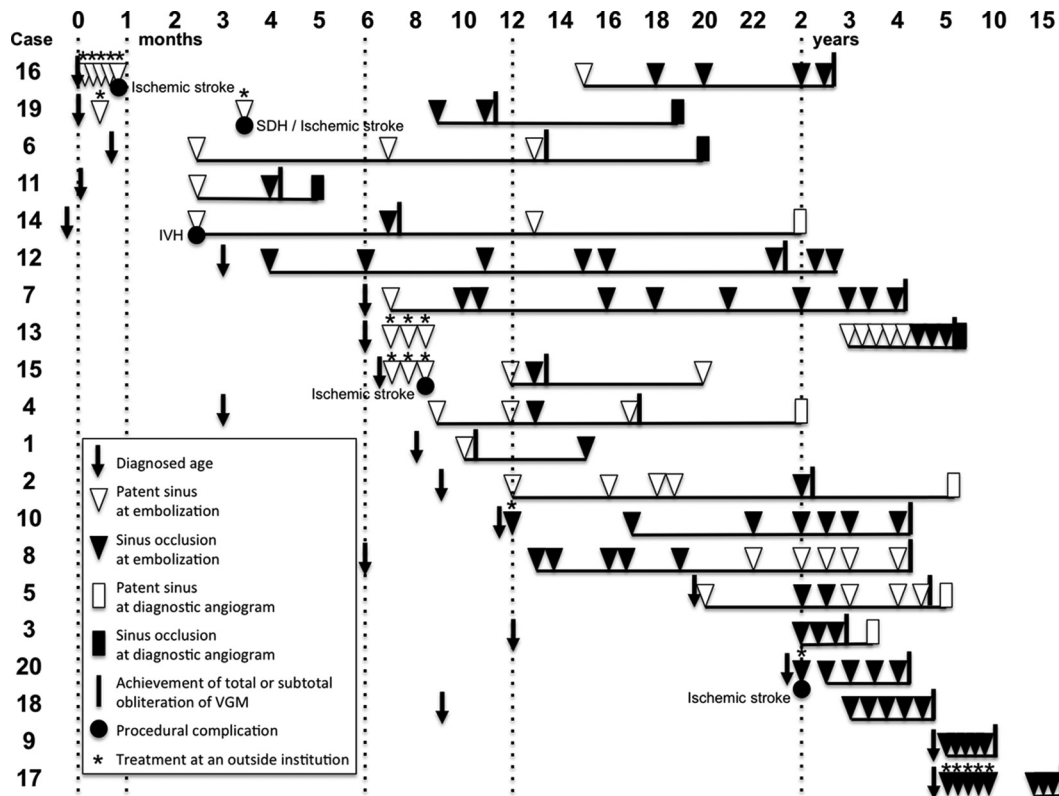 0 1 2 3 4 5 6 8 10 12 14 16 18 20 2 3 4 5 10 15
Case months years
16 ***** Ischemic stroke
19 * * SDH / Ischemic stroke
6
11
14 IVH
12
7
13 * * *
15 * * * Ischemic stroke
4
1
2
10 *
8
5
3
20 * Ischemic stroke
18
9
17 *****
Diagnosed age
Patent sinus
at embolization
Sinus occlusion
at embolization
Patent sinus
at diagnostic angiogram
Sinus occlusion
at diagnostic angiogram
Achievement of total or subtotal
obliteration of VGM
Procedural complication
* Treatment at an outside institution